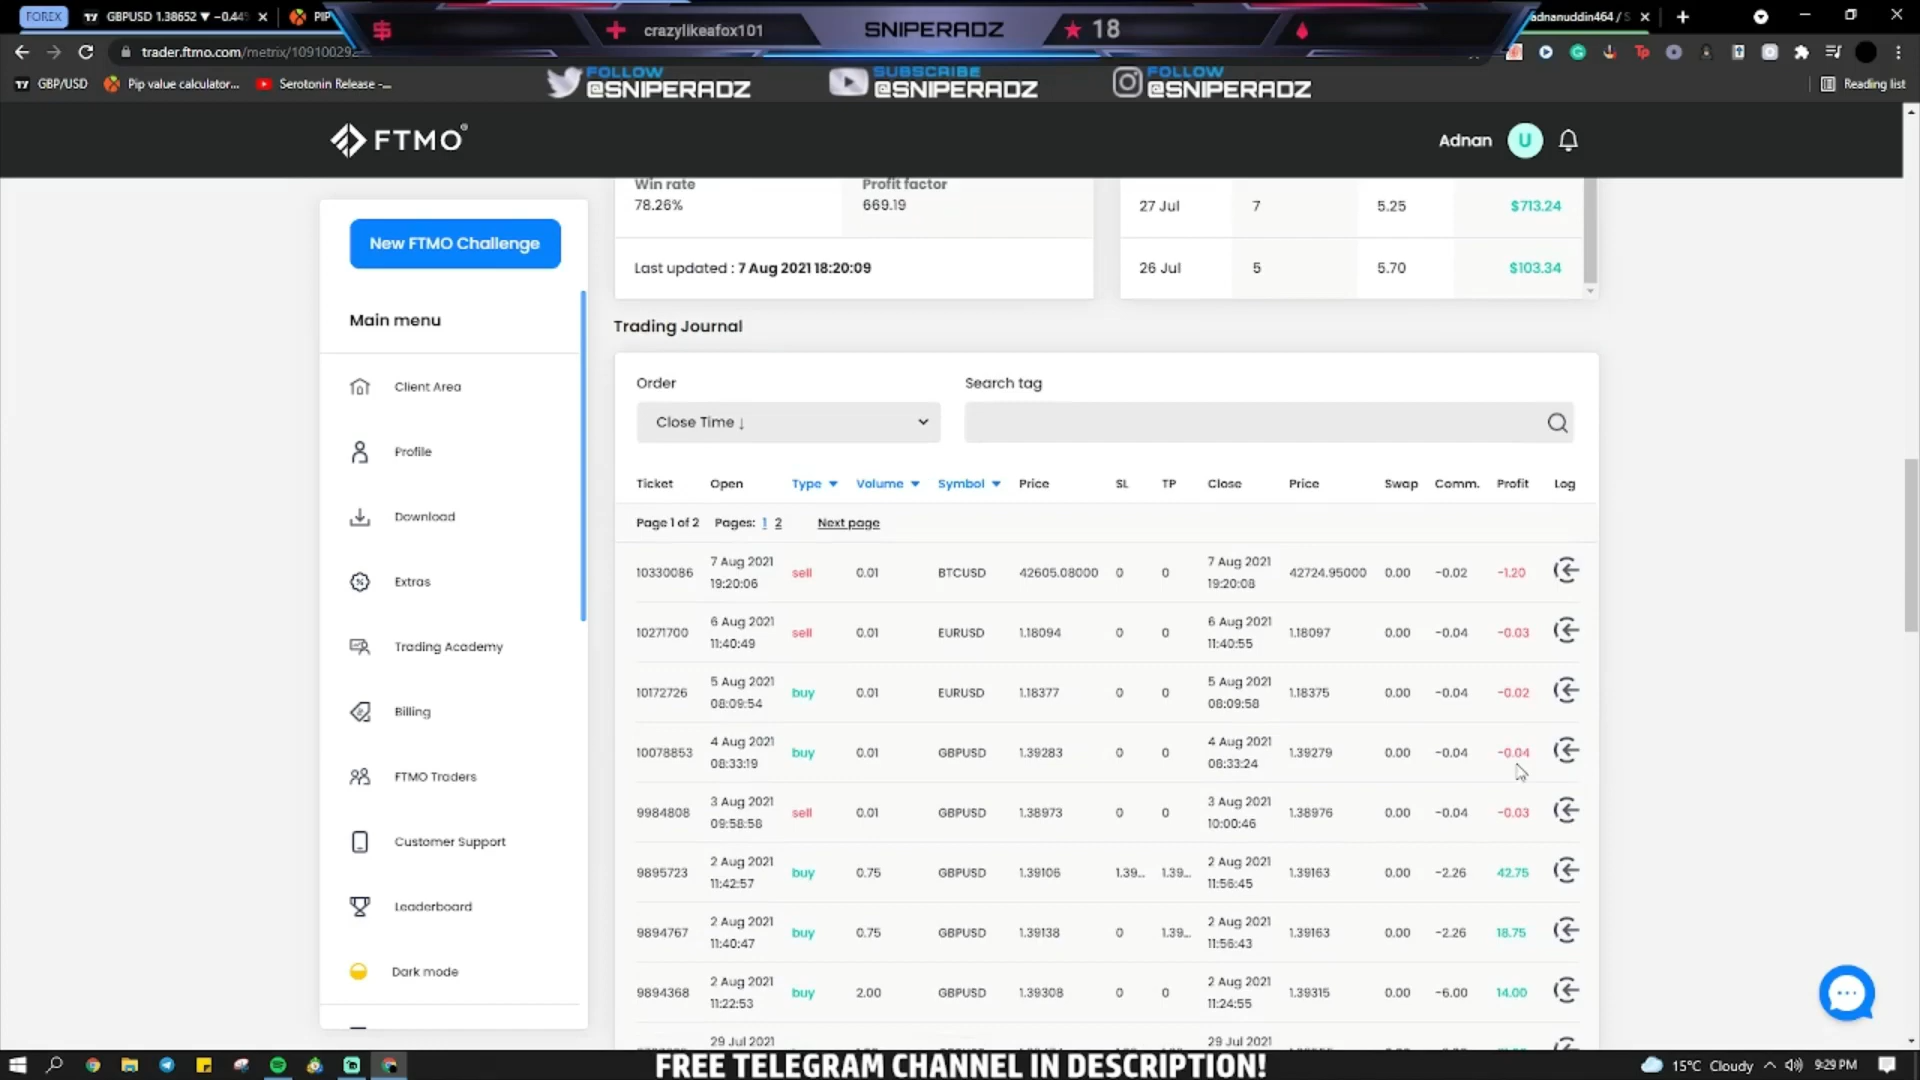 FOREX
GBPUSD 1.38652 ▼ −0.44%
PIP
crazylikeafox101
SNIPERADZ
18
adnanuddin464 / S
trader.ftmo.com/metrix/10910029
GBP/USD
Pip value calculator...
Serotonin Release -...
FOLLOW
@SNIPERADZ
SUBSCRIBE
@SNIPERADZ
FOLLOW
@SNIPERADZ
Reading list
FTMO
Adnan
U
New FTMO Challenge
Main menu
Client Area
Profile
Download
Extras
Trading Academy
Billing
FTMO Traders
Customer Support
Leaderboard
Dark mode
Win rate
78.26%
Profit factor
669.19
Last updated : 7 Aug 2021 18:20:09
27 Jul 7 5.25 $713.24
26 Jul 5 5.70 $103.34
Trading Journal
Order
Close Time ↓
Search tag
Ticket Open Type Volume Symbol Price SL TP Close Price Swap Comm. Profit Log
Page 1 of 2 Pages: 1 2 Next page
10330086 7 Aug 2021 19:20:06 sell 0.01 BTCUSD 42605.08000 0 0 7 Aug 2021 19:20:08 42724.95000 0.00 -0.02 -1.20
10271700 6 Aug 2021 11:40:49 sell 0.01 EURUSD 1.18094 0 0 6 Aug 2021 11:40:55 1.18097 0.00 -0.04 -0.03
10172726 5 Aug 2021 08:09:54 buy 0.01 EURUSD 1.18377 0 0 5 Aug 2021 08:09:58 1.18375 0.00 -0.04 -0.02
10078853 4 Aug 2021 08:33:19 buy 0.01 GBPUSD 1.39283 0 0 4 Aug 2021 08:33:24 1.39279 0.00 -0.04 -0.04
9984808 3 Aug 2021 09:58:58 sell 0.01 GBPUSD 1.38973 0 0 3 Aug 2021 10:00:46 1.38976 0.00 -0.04 -0.03
9895723 2 Aug 2021 11:42:57 buy 0.75 GBPUSD 1.39106 1.39... 1.39... 2 Aug 2021 11:56:45 1.39163 0.00 -2.26 42.75
9894767 2 Aug 2021 11:40:47 buy 0.75 GBPUSD 1.39138 0 1.39... 2 Aug 2021 11:56:43 1.39163 0.00 -2.26 18.75
9894368 2 Aug 2021 11:22:53 buy 2.00 GBPUSD 1.39308 0 0 2 Aug 2021 11:24:55 1.39315 0.00 -6.00 14.00
29 Jul 2021 29 Jul 2021
FREE TELEGRAM CHANNEL IN DESCRIPTION!
15°C Cloudy
9:29 PM